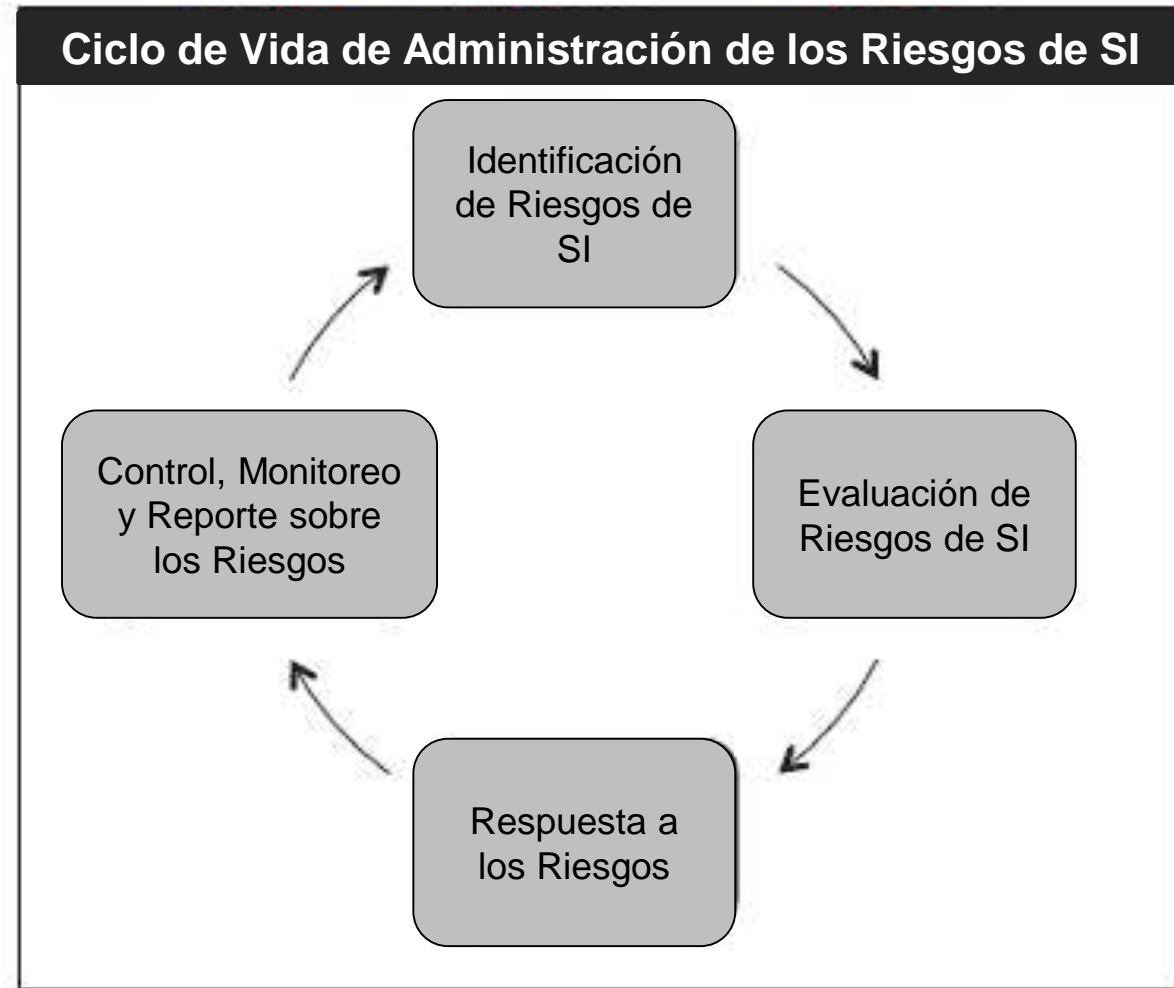 Ciclo de Vida de Administración de los Riesgos de SI
Identificación
de Riesgos de
SI
Evaluación de
Riesgos de SI
Respuesta a
los Riesgos
Control, Monitoreo
y Reporte sobre
los Riesgos